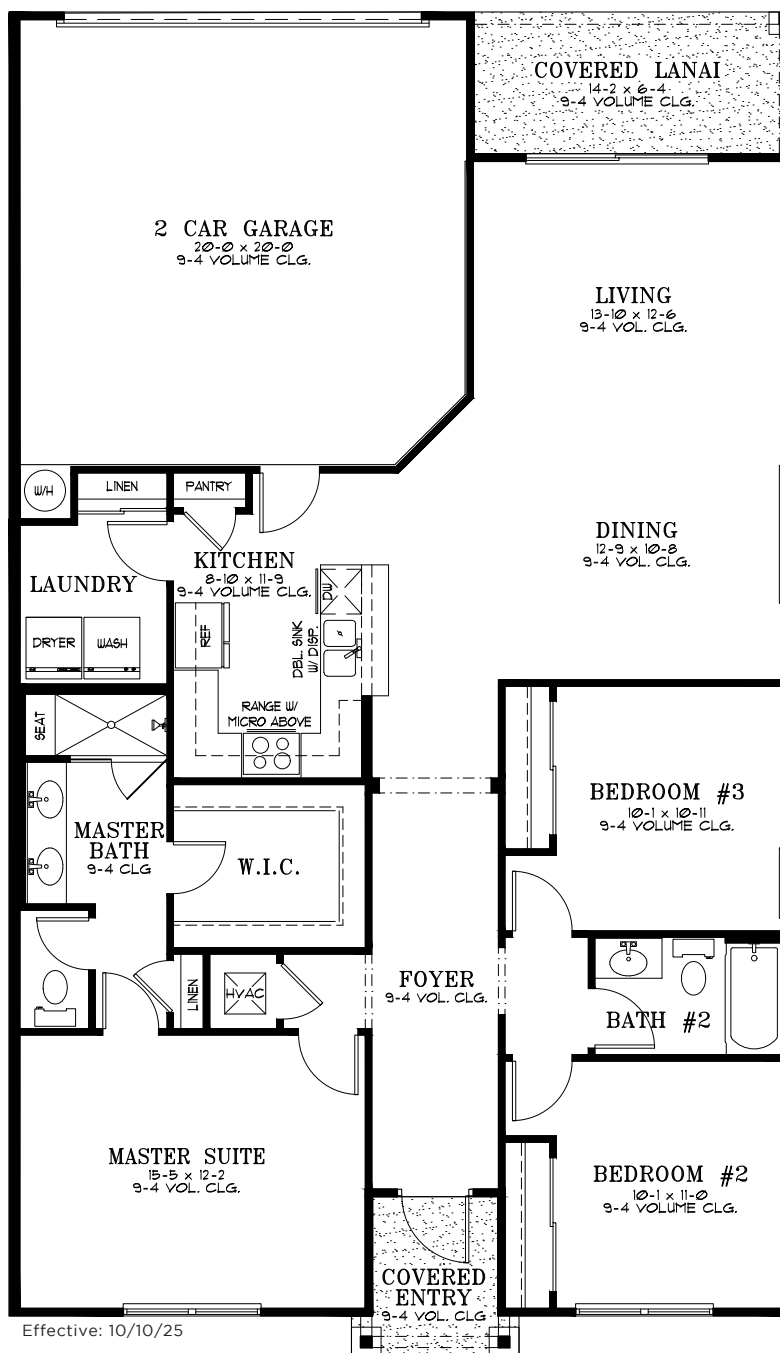 COVERED LANAI
14-2 x 6-4
9-4 VOLUME CLG.
2 CAR GARAGE
20-0 x 20-0
9-4 VOLUME CLG.
LIVING
13-10 x 12-6
9-4 VOL. CLG.
W/H
LINEN
PANTRY
KITCHEN
8-10 x 11-9
9-4 VOLUME CLG.
DINING
12-9 x 10-8
9-4 VOL. CLG.
LAUNDRY
DRYER
WASH
REF
DW
DBL. SINK
W/ DISP.
RANGE W/
MICRO ABOVE
SEAT
MASTER
BATH
9-4 CLG
W.I.C.
BEDROOM #3
10-1 x 10-11
9-4 VOLUME CLG.
LINEN
HVAC
FOYER
9-4 VOL. CLG.
BATH #2
MASTER SUITE
15-5 x 12-2
9-4 VOL. CLG.
BEDROOM #2
10-1 x 11-0
9-4 VOLUME CLG.
COVERED
ENTRY
9-4 VOL. CLG
Effective: 10/10/25